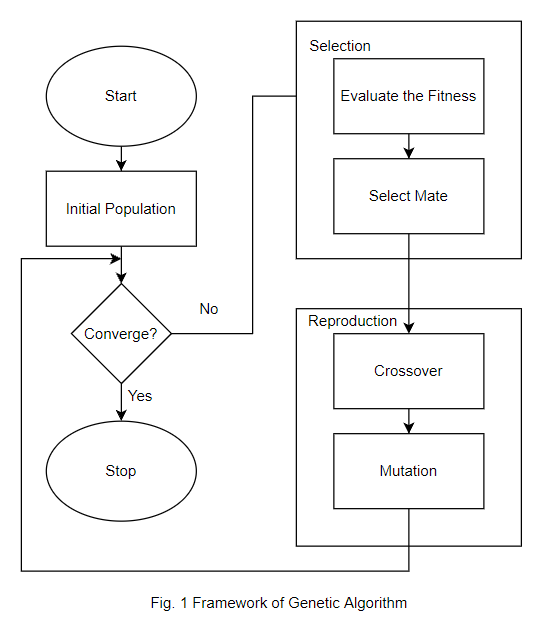 Start
Initial Population
Converge?
No
Yes
Stop
Selection
Evaluate the Fitness
Select Mate
Reproduction
Crossover
Mutation
Fig. 1 Framework of Genetic Algorithm